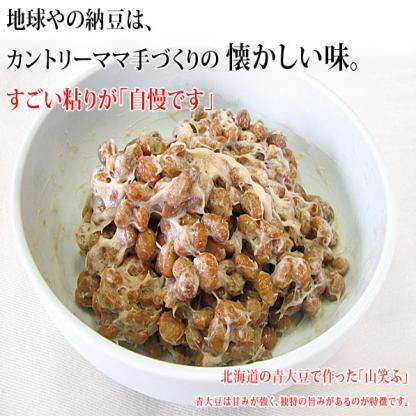 地球やの納豆は、
カントリーママ手づくりの 懐かしい味。
すごい粘りが「自慢です」
北海道の青大豆で作った「山笑ふ」
青大豆は甘みが強く、独特の旨みがあるのが特徴です。